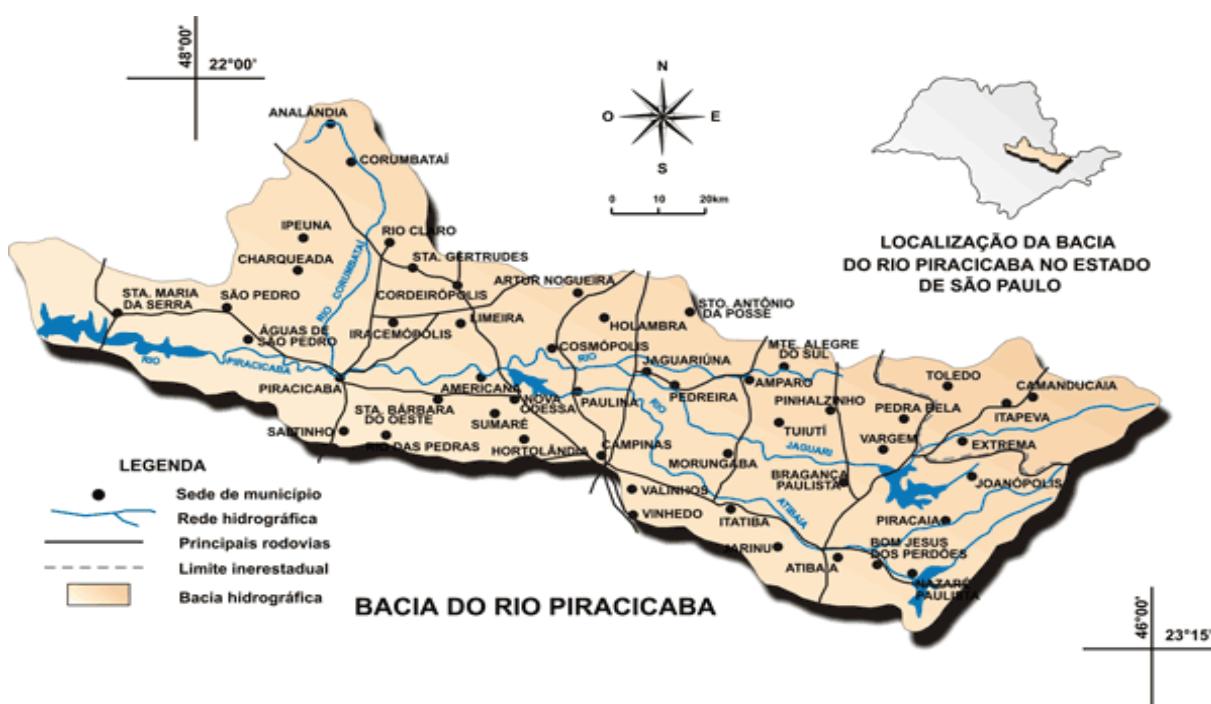 48°00'
22°00'
N
O
E
S
0 10 20km
LOCALIZAÇÃO DA BACIA
DO RIO PIRACICABA NO ESTADO
DE SÃO PAULO
ANALÂNDIA
CORUMBATAÍ
IPEUNA
RIO CLARO
CHARQUEADA
STA. GERTRUDES
RIO CORUMBATAÍ
CORDEIRÓPOLIS
ARTUR NOGUEIRA
STA. MARIA
DA SERRA
SÃO PEDRO
ÁGUAS DE
SÃO PEDRO
IRACEMÓPOLIS
LIMEIRA
HOLAMBRA
STO. ANTÔNIO
DA POSSE
COSMÓPOLIS
RIO
JAGUARIÚNA
MTE. ALEGRE
DO SUL
TOLEDO
CAMANDUCAIA
RIO
PIRACICABA
PIRACICABA
AMERICANA
NOVA
ODESSA
PAULINA
PEDREIRA
AMPARO
PINHALZINHO
PEDRA BELA
ITAPEVA
STA. BÁRBARA
DO OESTE
SUMARÉ
RIO
TUIUTÍ
VARGEM
EXTREMA
SALTINHO
RIO DAS PEDRAS
HORTOLÂNDIA
CAMPINAS
JAGUARI
MORUNGABA
BRAGANÇA
PAULISTA
JOANÓPOLIS
VALINHOS
VINHEDO
ITATIBA
ATIBAIA
PIRACAIA
JARINU
ATIBAIA
BOM JESUS
DOS PERDÕES
NAZARÉ
PAULISTA
LEGENDA
Sede de município
Rede hidrográfica
Principais rodovias
Limite inerestadual
Bacia hidrográfica
BACIA DO RIO PIRACICABA
46°00'
23°15'